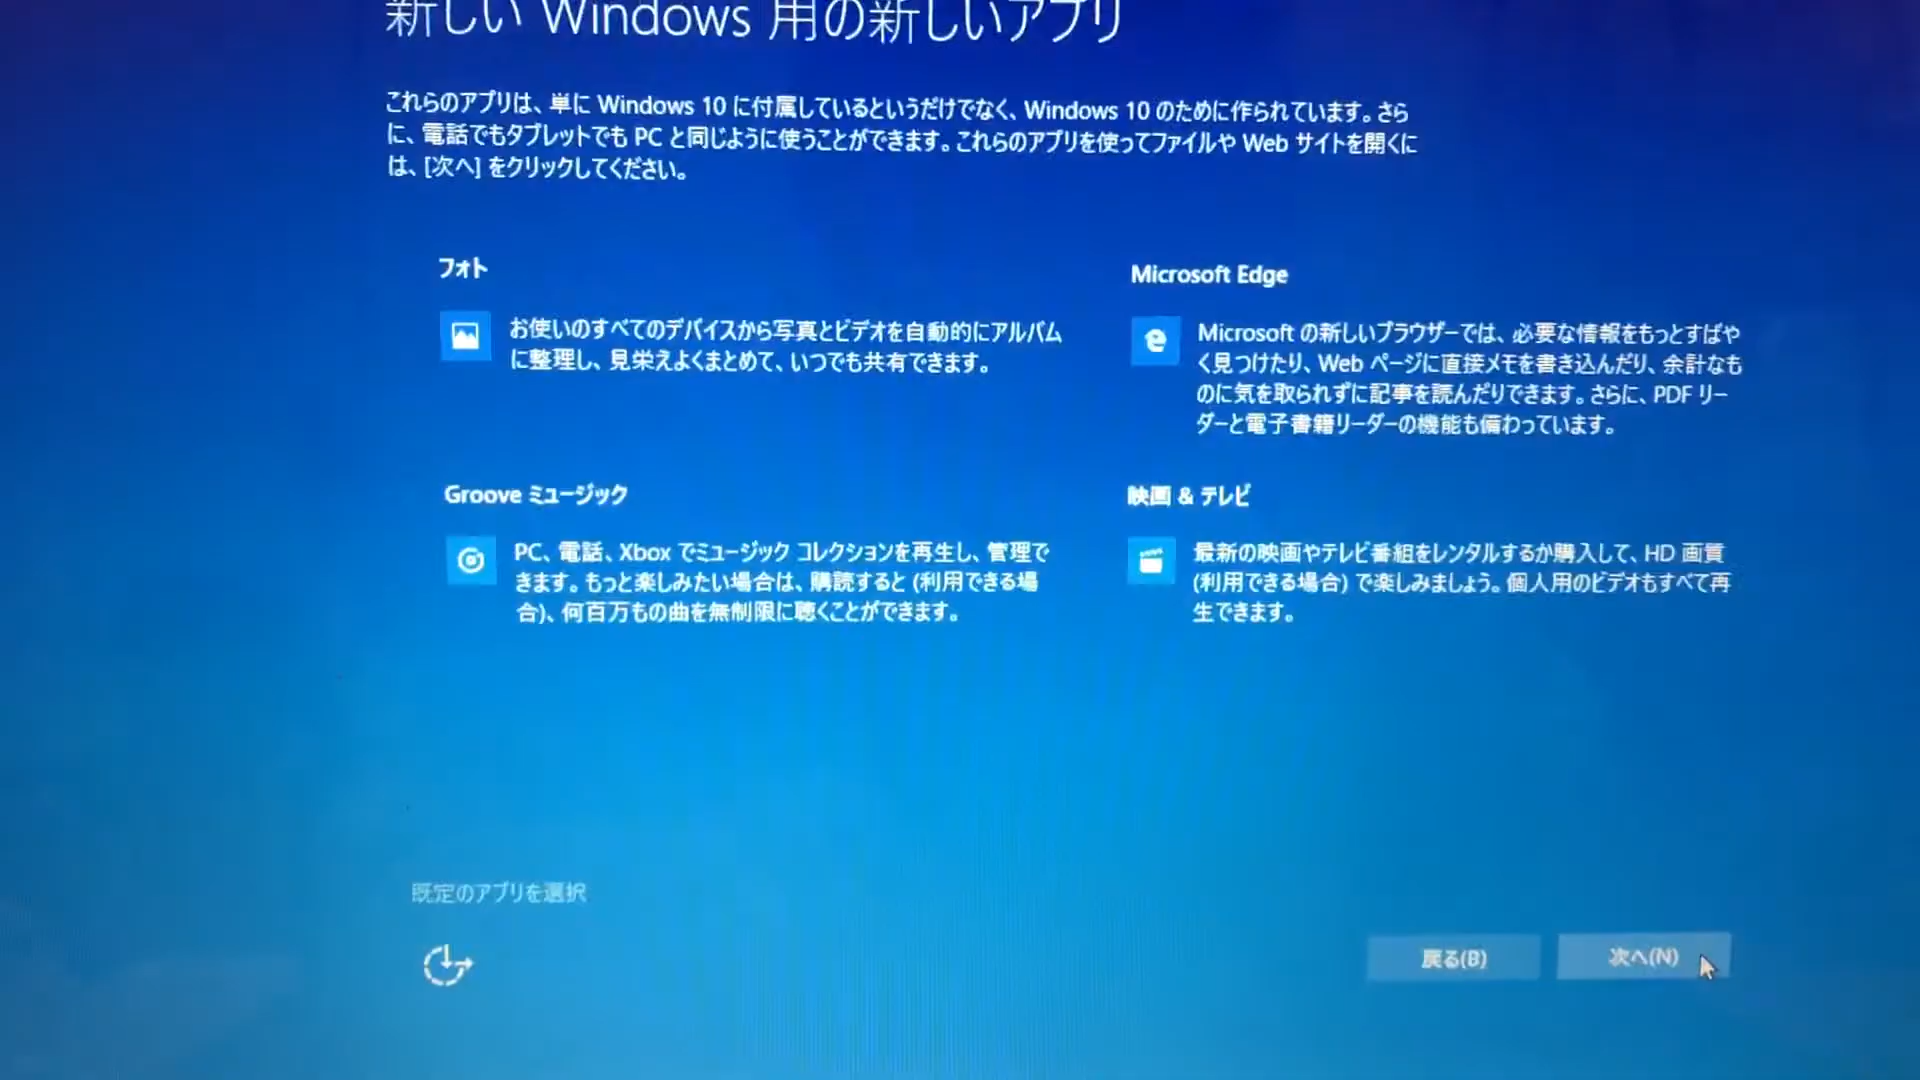 新しい Windows 用の新しいアプリ
これらのアプリは、単に Windows 10 に付属しているというだけでなく、Windows 10 のために作られています。さら
に、電話でもタブレットでも PC と同じように使うことができます。これらのアプリを使ってファイルや Web サイトを開くに
は、[次へ] をクリックしてください。
フォト
お使いのすべてのデバイスから写真とビデオを自動的にアルバム
に整理し、見栄えよくまとめて、いつでも共有できます。
Microsoft Edge
Microsoft の新しいブラウザーでは、必要な情報をもっとすばや
く見つけたり、Web ページに直接メモを書き込んだり、余計なも
のに気を取られずに記事を読んだりできます。さらに、PDF リー
ダーと電子書籍リーダーの機能も備わっています。
Groove ミュージック
PC、電話、Xbox でミュージック コレクションを再生し、管理で
きます。もっと楽しみたい場合は、購読すると (利用できる場
合)、何百万もの曲を無制限に聴くことができます。
映画 & テレビ
最新の映画やテレビ番組をレンタルするか購入して、HD 画質
(利用できる場合) で楽しみましょう。個人用のビデオもすべて再
生できます。
既定のアプリを選択
戻る(B)
次へ(N)